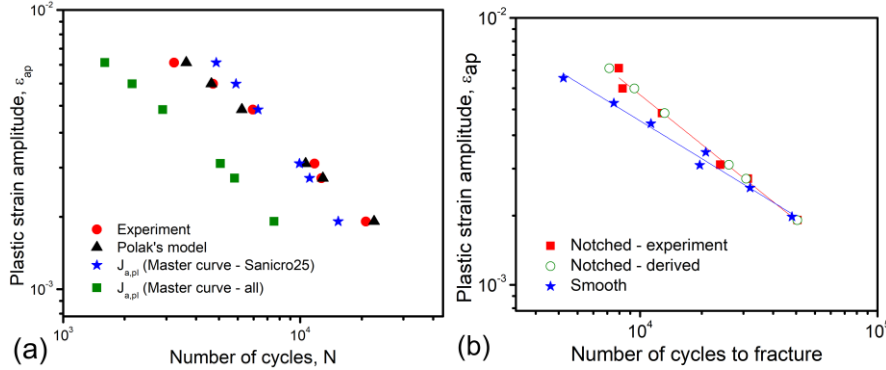 10⁻²
Plastic strain amplitude, εap
10⁻³
Experiment
Polak's model
Ja,pl (Master curve - Sanicro25)
Ja,pl (Master curve - all)
10³
10⁴
(a)
Number of cycles, N
10⁻²
Plastic strain amplitude, εap
10⁻³
Notched - experiment
Notched - derived
Smooth
10⁴
10⁵
(b)
Number of cycles to fracture